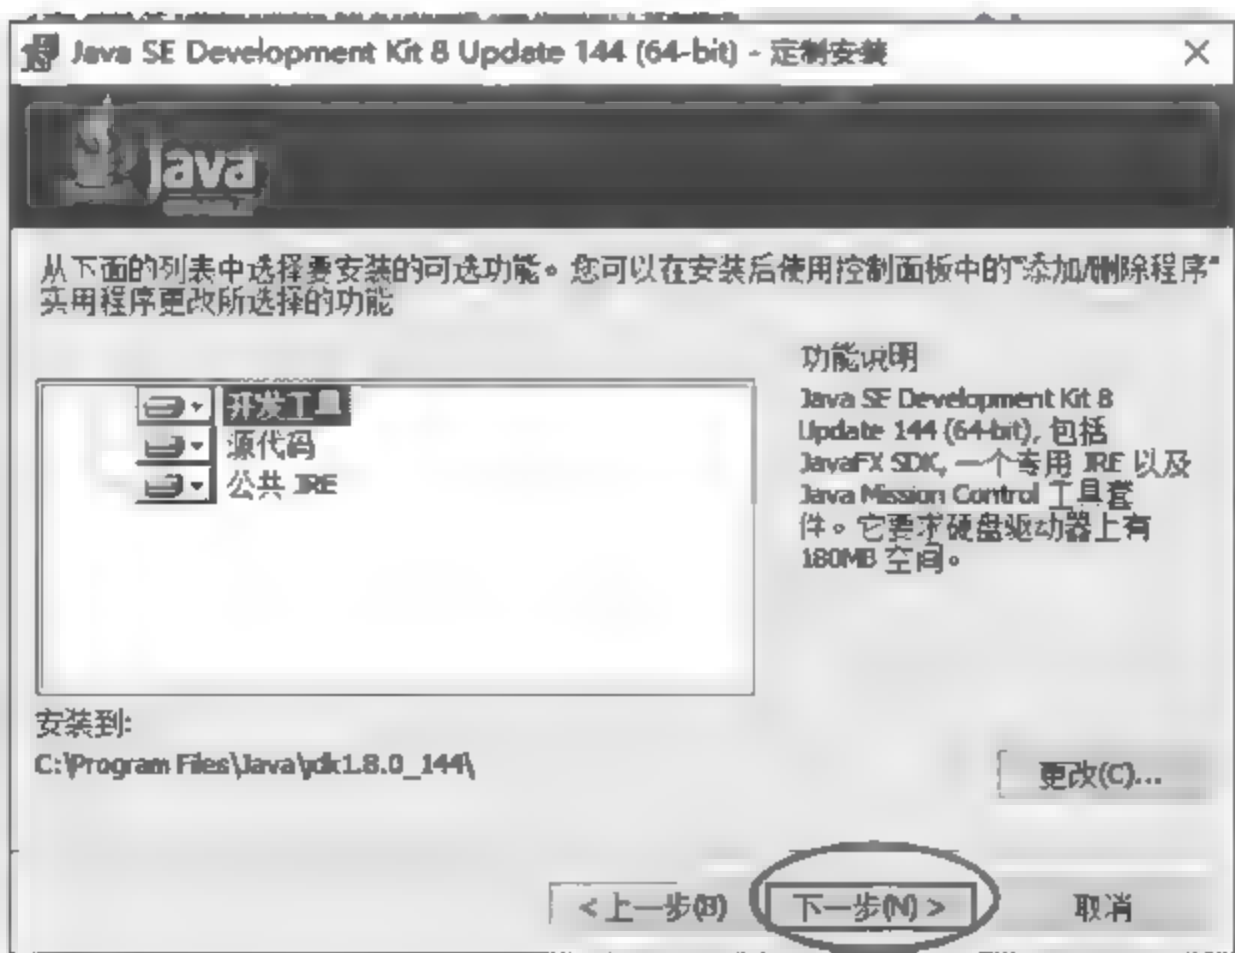 Java SE Development Kit 8 Update 144 (64-bit) - 定制安装
Java
从下面的列表中选择要安装的可选功能。您可以在安装后使用控制面板中的"添加/删除程序"
实用程序更改所选择的功能
开发工具
源代码
公共 JRE
功能说明
Java SE Development Kit 8
Update 144 (64-bit), 包括
JavaFX SDK, 一个专用 JRE 以及
Java Mission Control 工具套
件。它要求硬盘驱动器上有
180MB 空间。
安装到:
C:\Program Files\Java\jdk1.8.0_144\
更改(C)...
< 上一步(B)
下一步(N) >
取消